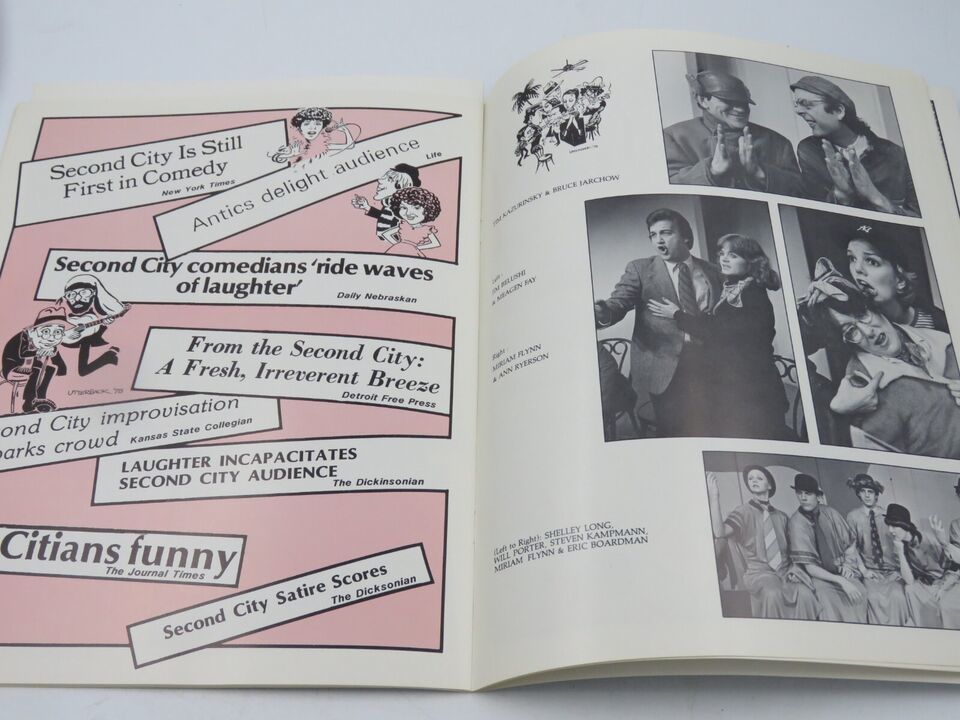 Second City Is Still
First in Comedy
New York Times
Antics delight audience
Life
Second City comedians 'ride waves
of laughter'
Daily Nebraskan
From the Second City:
A Fresh, Irreverent Breeze
Detroit Free Press
UTTERBACK '78
ond City improvisation
parks crowd Kansas State Collegian
LAUGHTER INCAPACITATES
SECOND CITY AUDIENCE
The Dickinsonian
Citians funny
The Journal Times
Second City Satire Scores
The Dicksonian
UTTERBACK '78
TIM KAZURINSKY & BRUCE JARCHOW
Left:
JIM BELUSHI
& MEAGEN FAY
Right:
MIRIAM FLYNN
& ANN RYERSON
(Left to Right): SHELLEY LONG,
WILL PORTER, STEVEN KAMPMANN,
MIRIAM FLYNN & ERIC BOARDMAN